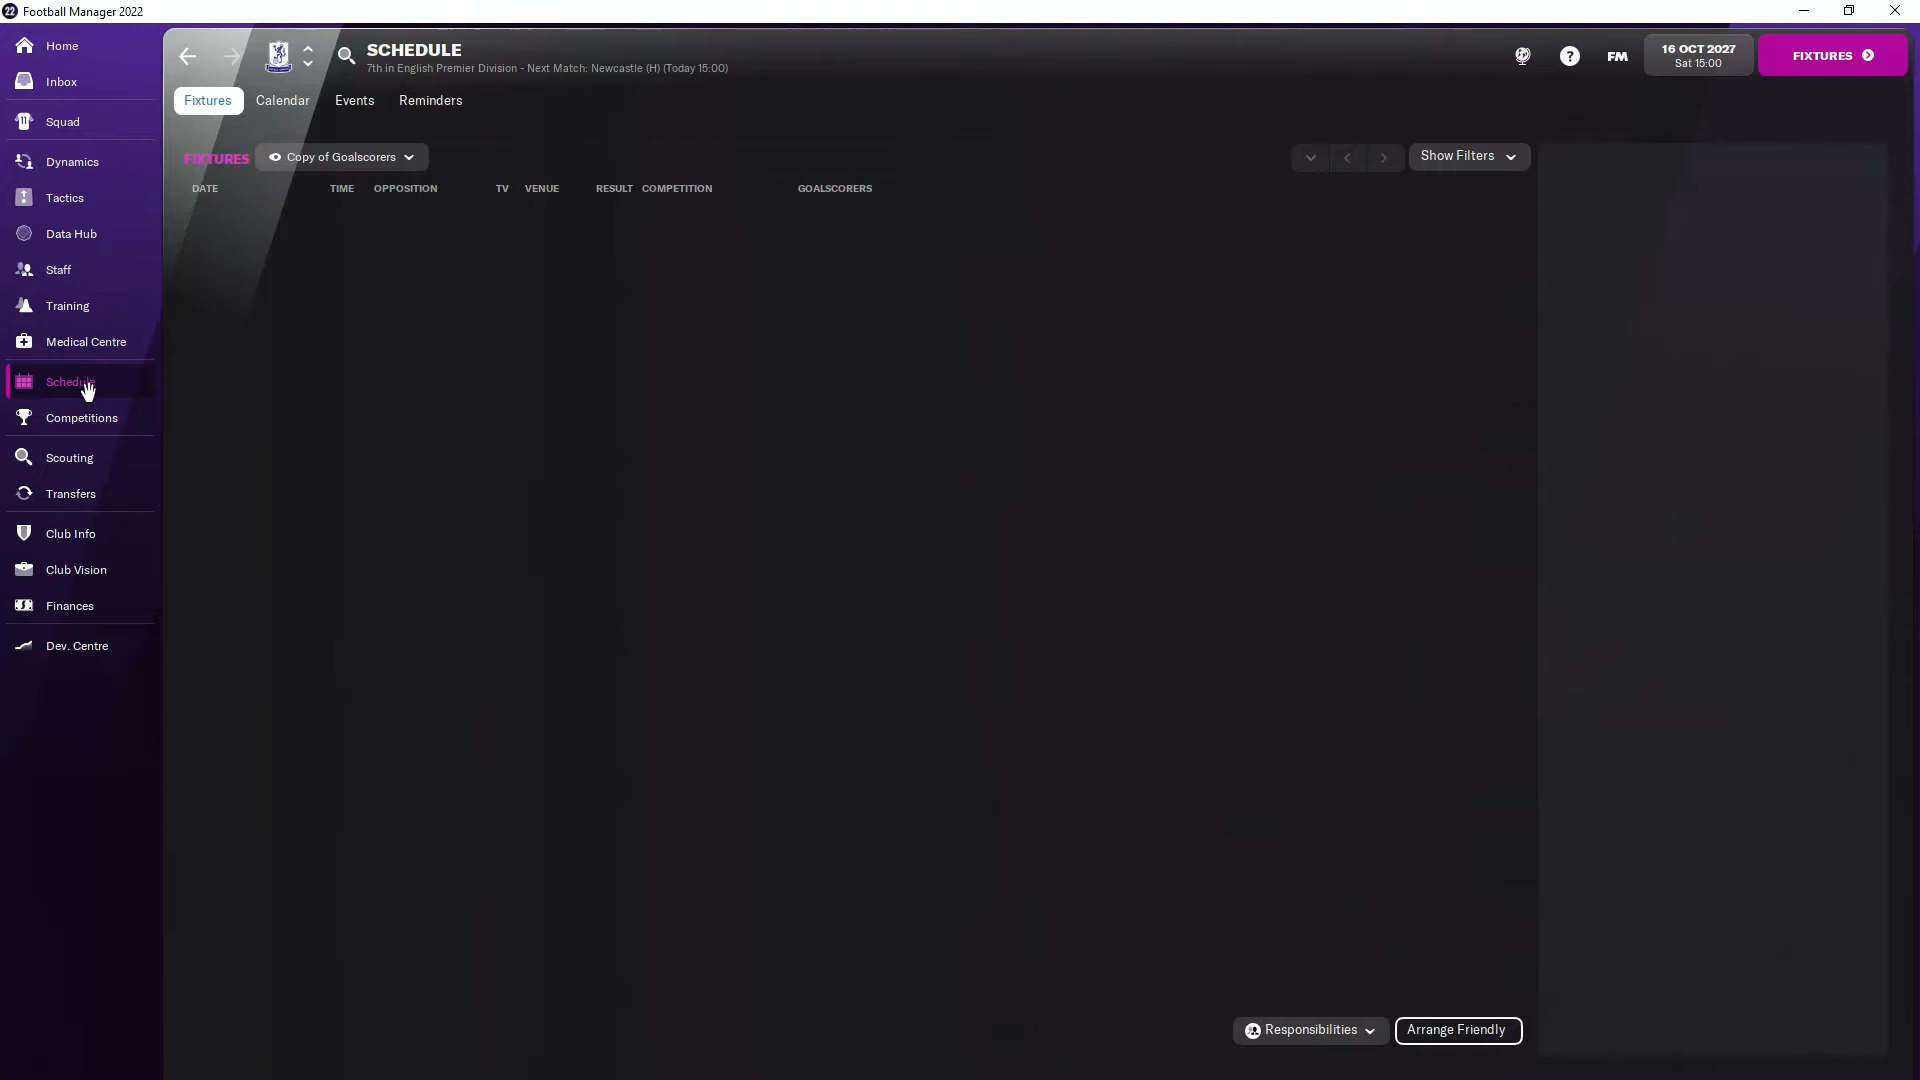 22 Football Manager 2022
Home
Inbox
Squad
Dynamics
Tactics
Data Hub
Staff
Training
Medical Centre
Schedule
Competitions
Scouting
Transfers
Club Info
Club Vision
Finances
Dev. Centre
SCHEDULE
7th in English Premier Division - Next Match: Newcastle (H) (Today 15:00)
? FM
16 OCT 2027
Sat 15:00
FIXTURES
Fixtures Calendar Events Reminders
FIXTURES Copy of Goalscorers Show Filters
DATE TIME OPPOSITION TV VENUE RESULT COMPETITION GOALSCORERS
Responsibilities Arrange Friendly